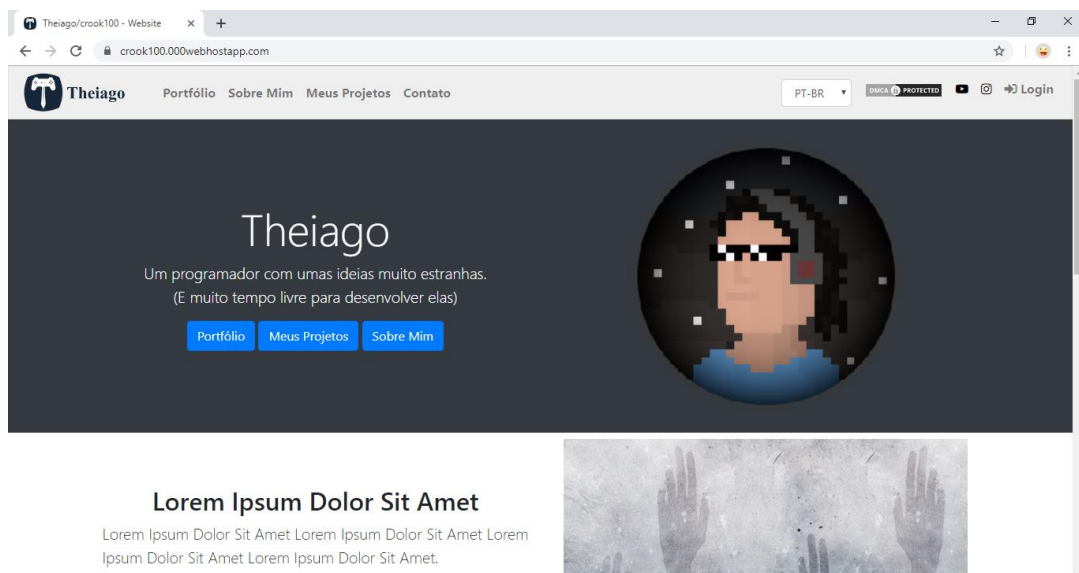 Theiago/crook100 - Website
crook100.000webhostapp.com
Theiago
Portfólio Sobre Mim Meus Projetos Contato
PT-BR
DMCA PROTECTED
Login
Theiago
Um programador com umas ideias muito estranhas.
(E muito tempo livre para desenvolver elas)
Portfólio Meus Projetos Sobre Mim
Lorem Ipsum Dolor Sit Amet
Lorem Ipsum Dolor Sit Amet Lorem Ipsum Dolor Sit Amet Lorem
Ipsum Dolor Sit Amet Lorem Ipsum Dolor Sit Amet.